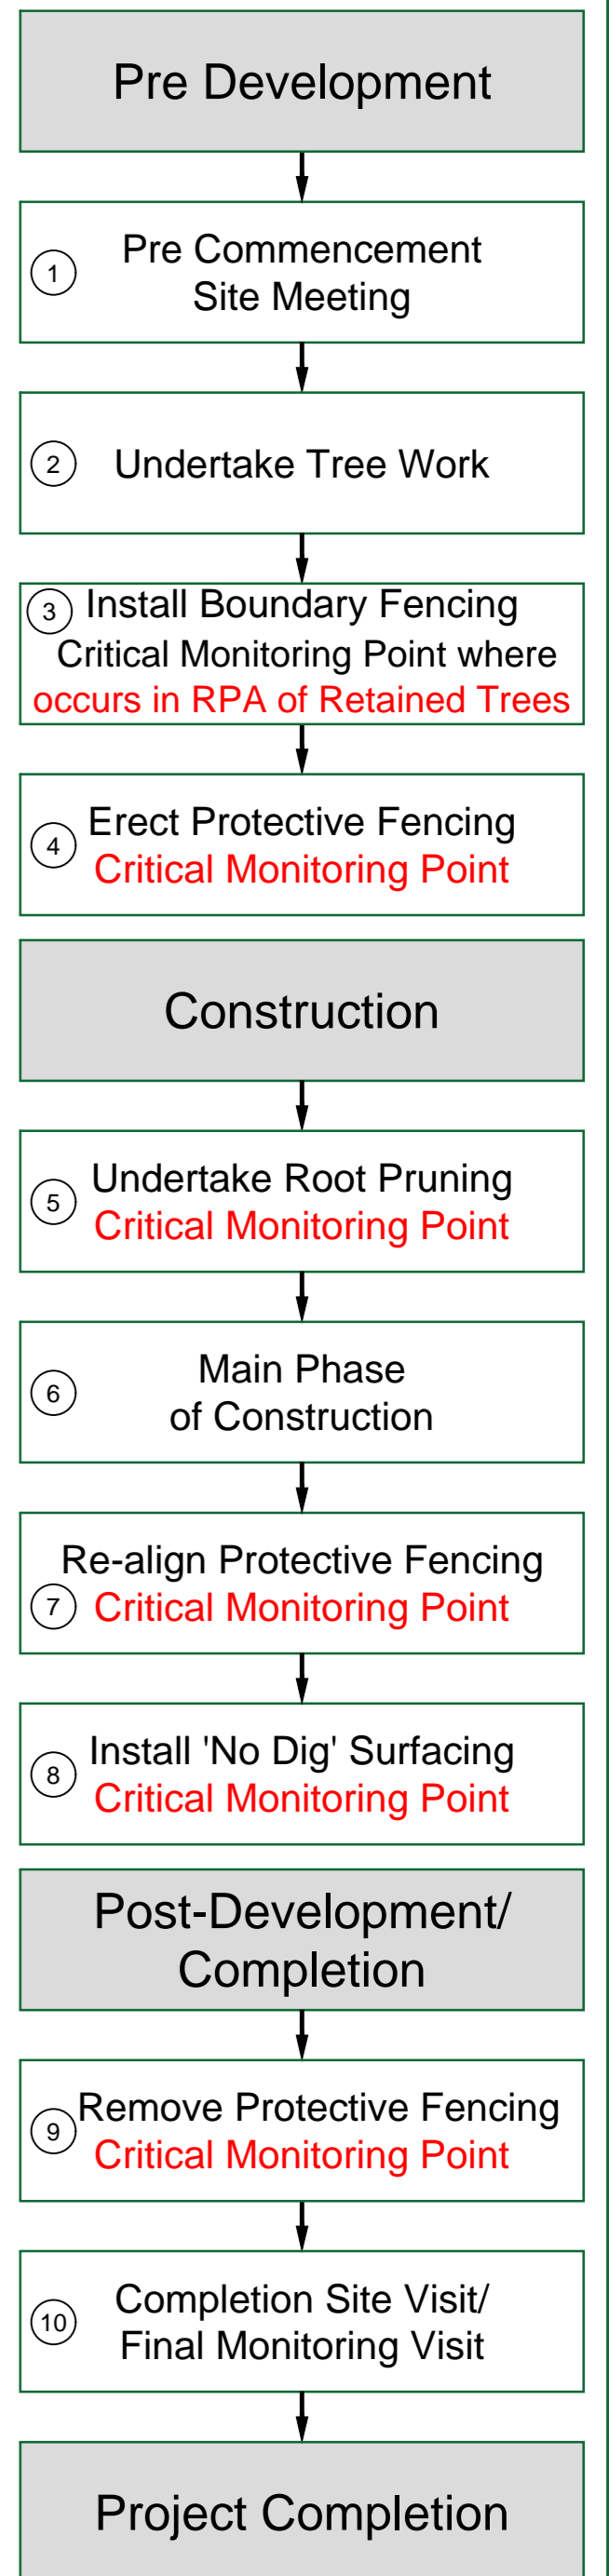 Pre Development
1
Pre Commencement
Site Meeting
2
Undertake Tree Work
3
Install Boundary Fencing
Critical Monitoring Point where
occurs in RPA of Retained Trees
4
Erect Protective Fencing
Critical Monitoring Point
Construction
5
Undertake Root Pruning
Critical Monitoring Point
6
Main Phase
of Construction
7
Re-align Protective Fencing
Critical Monitoring Point
8
Install 'No Dig' Surfacing
Critical Monitoring Point
Post-Development/
Completion
9
Remove Protective Fencing
Critical Monitoring Point
10
Completion Site Visit/
Final Monitoring Visit
Project Completion